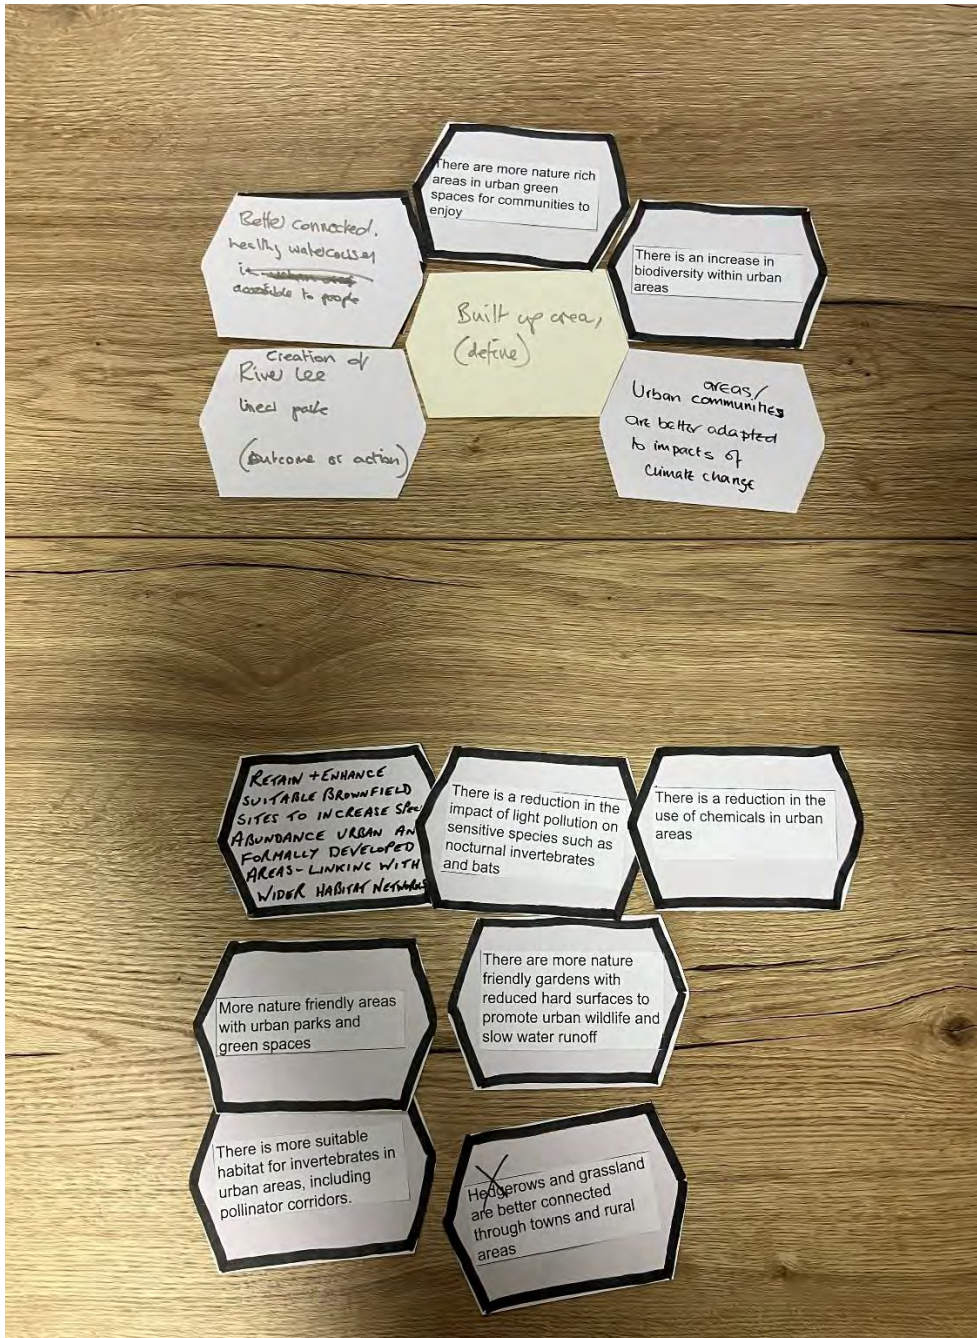 There are more nature rich
areas in urban green
spaces for communities to
enjoy
Better connected,
healthy watercourses
ie
accessible to people
There is an increase in
biodiversity within urban
areas
Built up area,
(define)
Creation of
River Lee
lineal park
(outcome or action)
areas/
Urban communities
are better adapted
to impacts of
climate change
RETAIN + ENHANCE
SUITABLE BROWNFIELD
SITES TO INCREASE
ABUNDANCE URBAN AN
FORMALLY DEVELOPED
AREAS - LINKING WITH
WIDER HABITAT NETWORKS
There is a reduction in the
impact of light pollution on
sensitive species such as
nocturnal invertebrates
and bats
There is a reduction in the
use of chemicals in urban
areas
More nature friendly areas
with urban parks and
green spaces
There are more nature
friendly gardens with
reduced hard surfaces to
promote urban wildlife and
slow water runoff
There is more suitable
habitat for invertebrates in
urban areas, including
pollinator corridors.
X
Hedgerows and grassland
are better connected
through towns and rural
areas